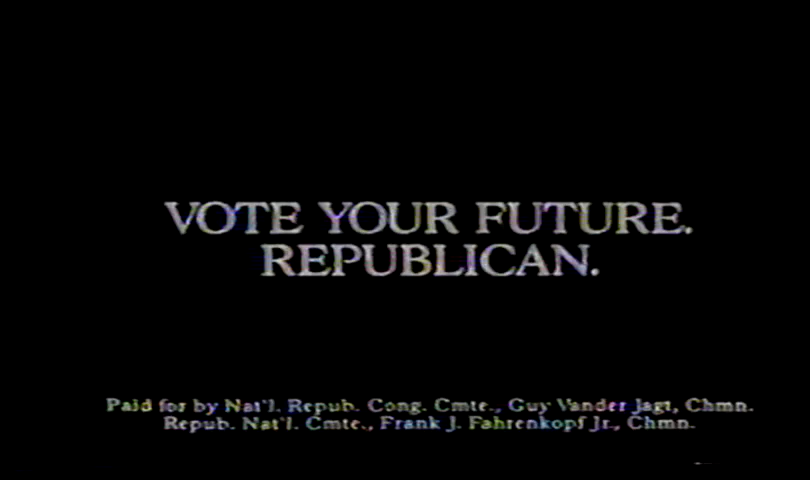 VOTE YOUR FUTURE.
REPUBLICAN.
Paid for by Nat'l. Repub. Cong. Cmte., Guy Vander Jagt, Chmn.
Repub. Nat'l. Cmte., Frank J. Fahrenkopf Jr., Chmn.